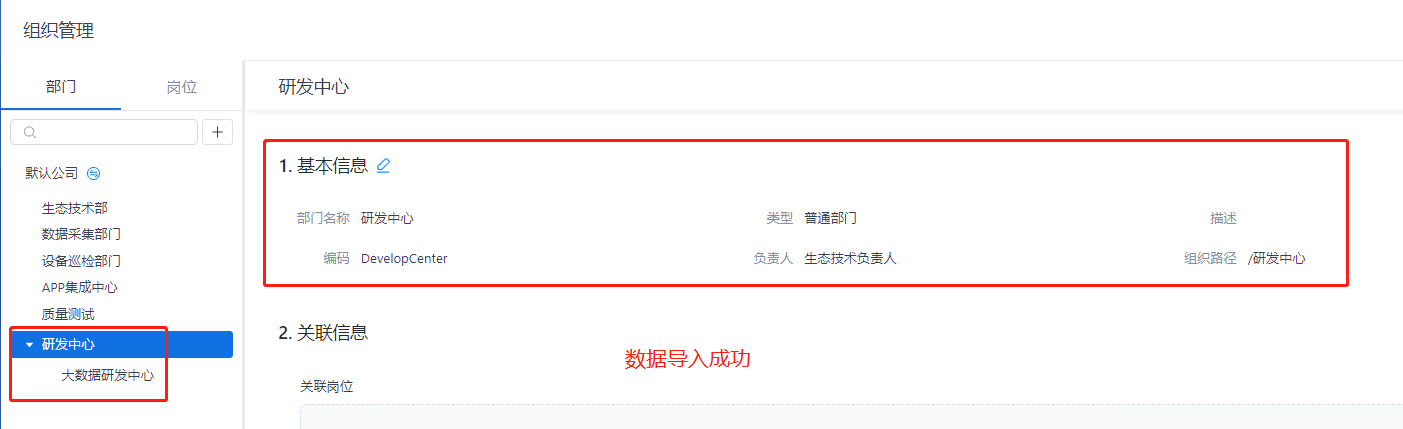 组织管理
部门 岗位
默认公司
生态技术部
数据采集部门
设备巡检部门
APP集成中心
质量测试
研发中心
大数据研发中心
研发中心
1. 基本信息
部门名称 研发中心 类型 普通部门 描述
编码 DevelopCenter 负责人 生态技术负责人 组织路径 /研发中心
2. 关联信息
数据导入成功
关联岗位